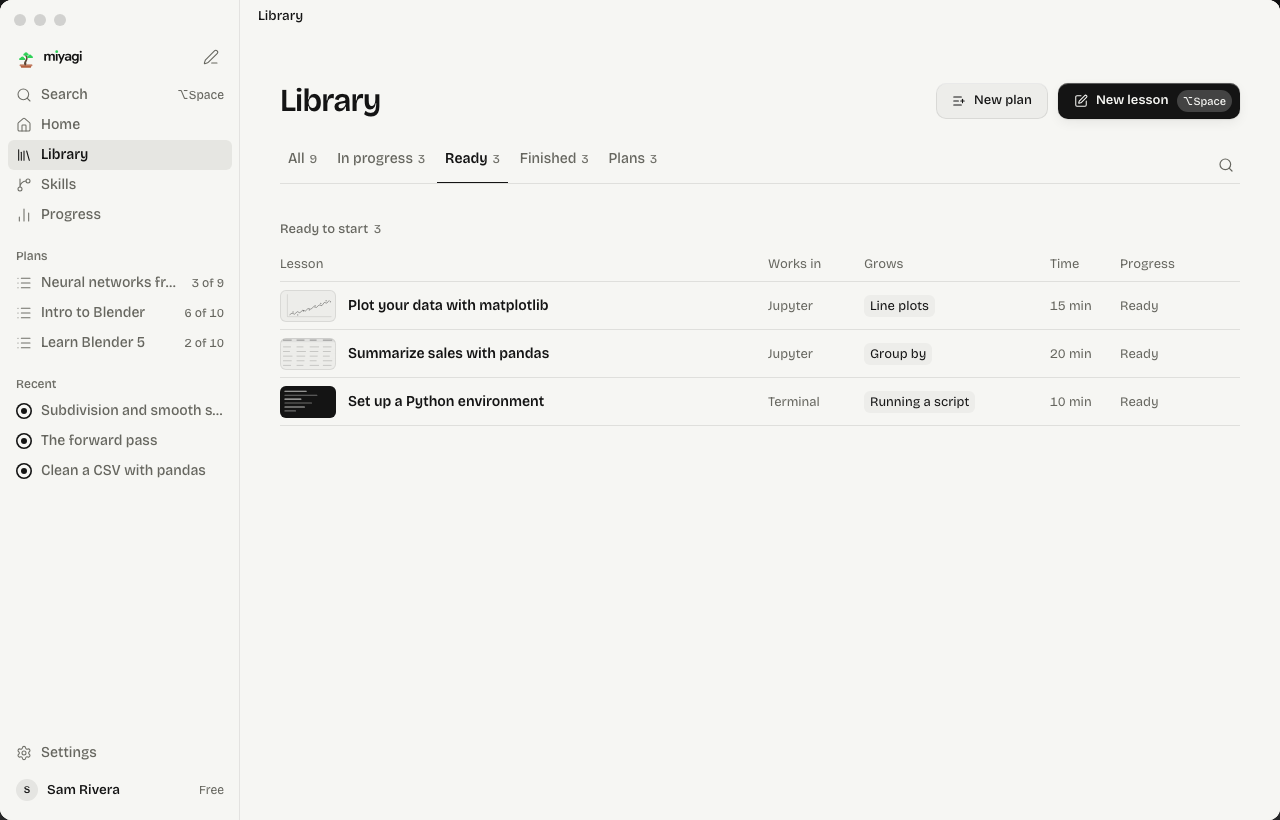 Library
miyagi
Search ⌥Space
Home
Library
Skills
Progress
Plans
Neural networks fr... 3 of 9
Intro to Blender 6 of 10
Learn Blender 5 2 of 10
Recent
Subdivision and smooth s...
The forward pass
Clean a CSV with pandas
Settings
S Sam Rivera Free
Library
New plan
New lesson ⌥Space
All 9 In progress 3 Ready 3 Finished 3 Plans 3
Ready to start 3
Lesson Works in Grows Time Progress
Plot your data with matplotlib Jupyter Line plots 15 min Ready
Summarize sales with pandas Jupyter Group by 20 min Ready
Set up a Python environment Terminal Running a script 10 min Ready